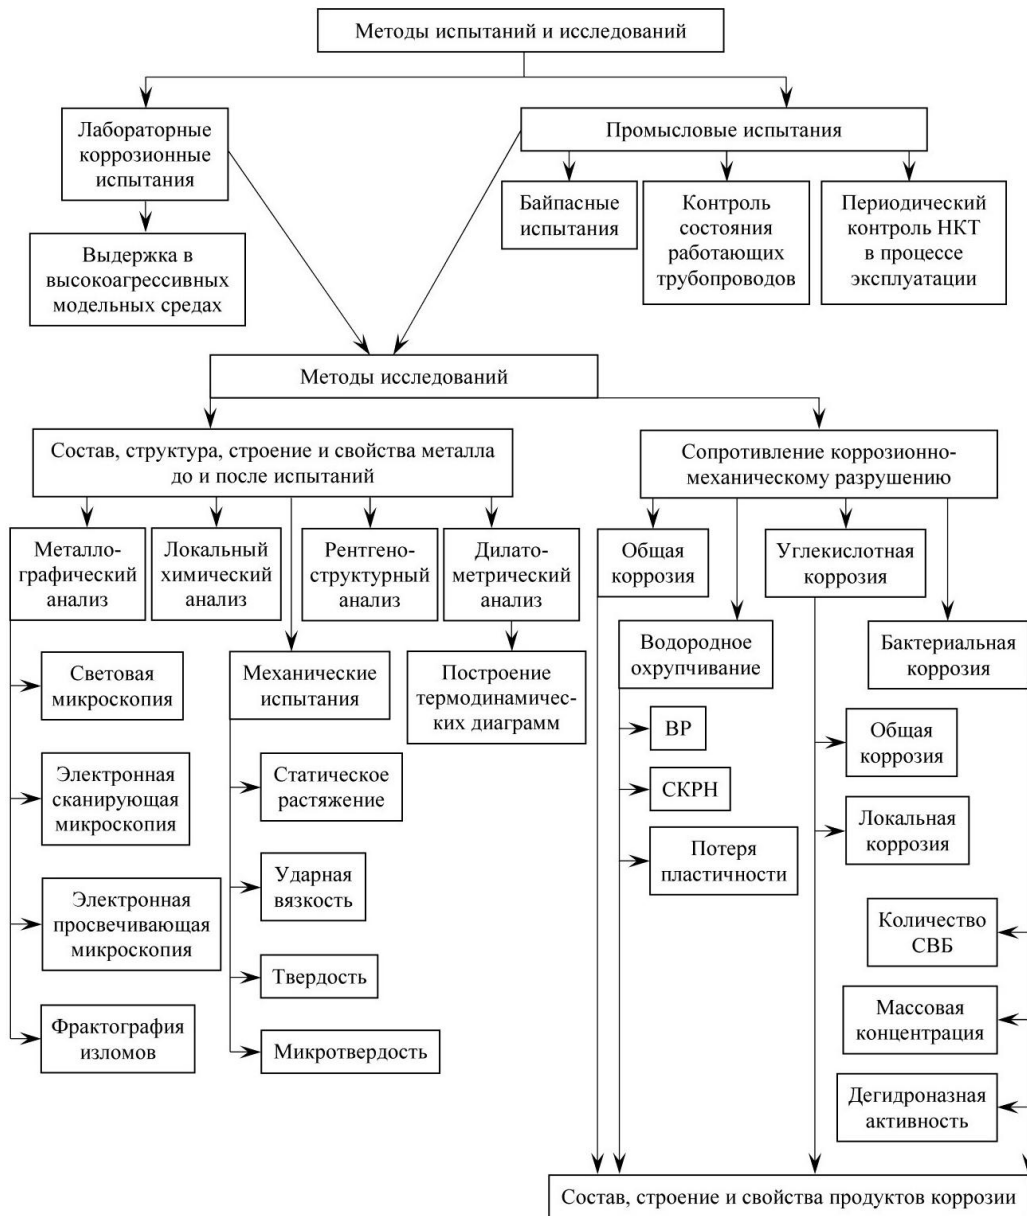 Методы испытаний и исследований
Лабораторные
коррозионные
испытания
Промысловые испытания
Байпасные
испытания
Контроль
состояния
работающих
трубопроводов
Периодический
контроль НКТ
в процессе
эксплуатации
Выдержка в
высокоагрессивных
модельных средах
Методы исследований
Состав, структура, строение и свойства металла
до и после испытаний
Сопротивление коррозионно-
механическому разрушению
Металло-
графический
анализ
Локальный
химический
анализ
Рентгено-
структурный
анализ
Дилато-
метрический
анализ
Общая
коррозия
Углекислотная
коррозия
Водородное
охрупчивание
Бактериальная
коррозия
Световая
микроскопия
Механические
испытания
Построение
термодинамичес-
ких диаграмм
ВР
Общая
коррозия
Электронная
сканирующая
микроскопия
Статическое
растяжение
СКРН
Локальная
коррозия
Потеря
пластичности
Электронная
просвечивающая
микроскопия
Ударная
вязкость
Количество
СВБ
Твердость
Массовая
концентрация
Фрактография
изломов
Микротвердость
Дегидроназная
активность
Состав, строение и свойства продуктов коррозии